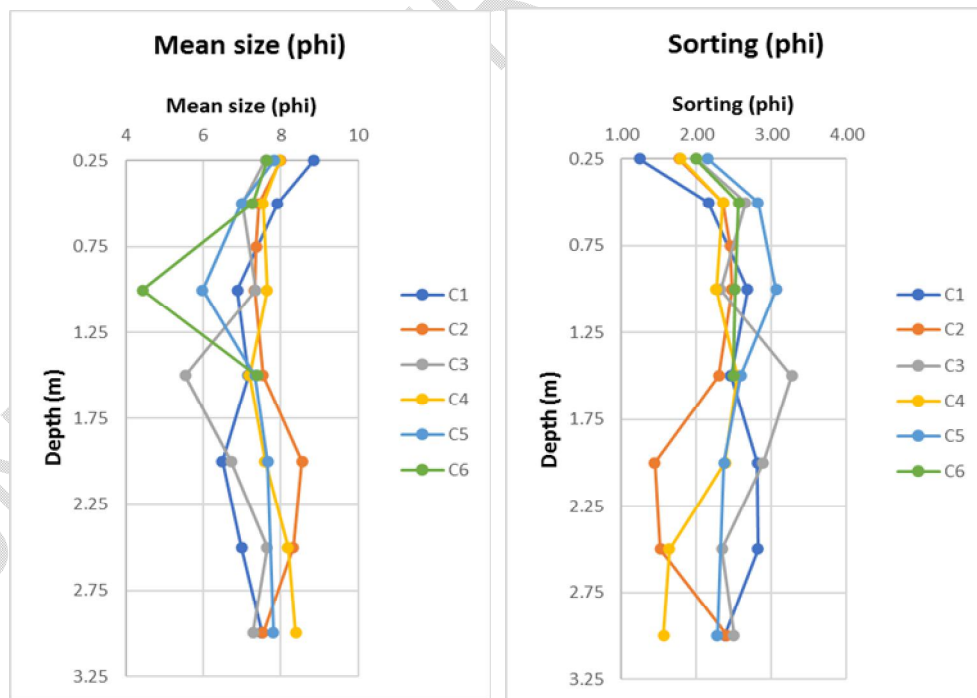 Mean size (phi)
Mean size (phi)
4 6 8 10
0.25
0.75
1.25
1.75
2.25
2.75
3.25
Depth (m)
C1
C2
C3
C4
C5
C6
Sorting (phi)
Sorting (phi)
1.00 2.00 3.00 4.00
0.25
0.75
1.25
1.75
2.25
2.75
3.25
Depth (m)
C1
C2
C3
C4
C5
C6